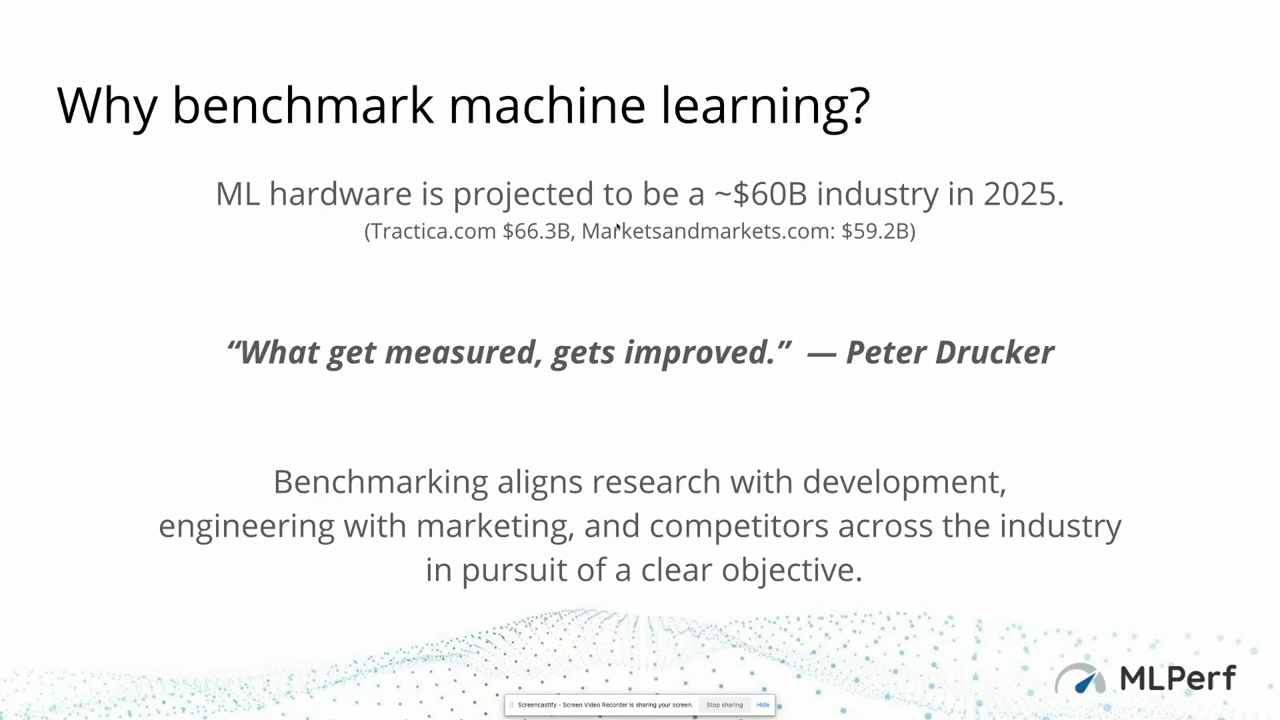 Why benchmark machine learning?
ML hardware is projected to be a ~$60B industry in 2025.
(Tractica.com $66.3B, Marketsandmarkets.com: $59.2B)
“What get measured, gets improved.” — Peter Drucker
Benchmarking aligns research with development,
engineering with marketing, and competitors across the industry
in pursuit of a clear objective.
MLPerf
Screencastify - Screen Video Recorder is sharing your screen. Stop sharing Hide